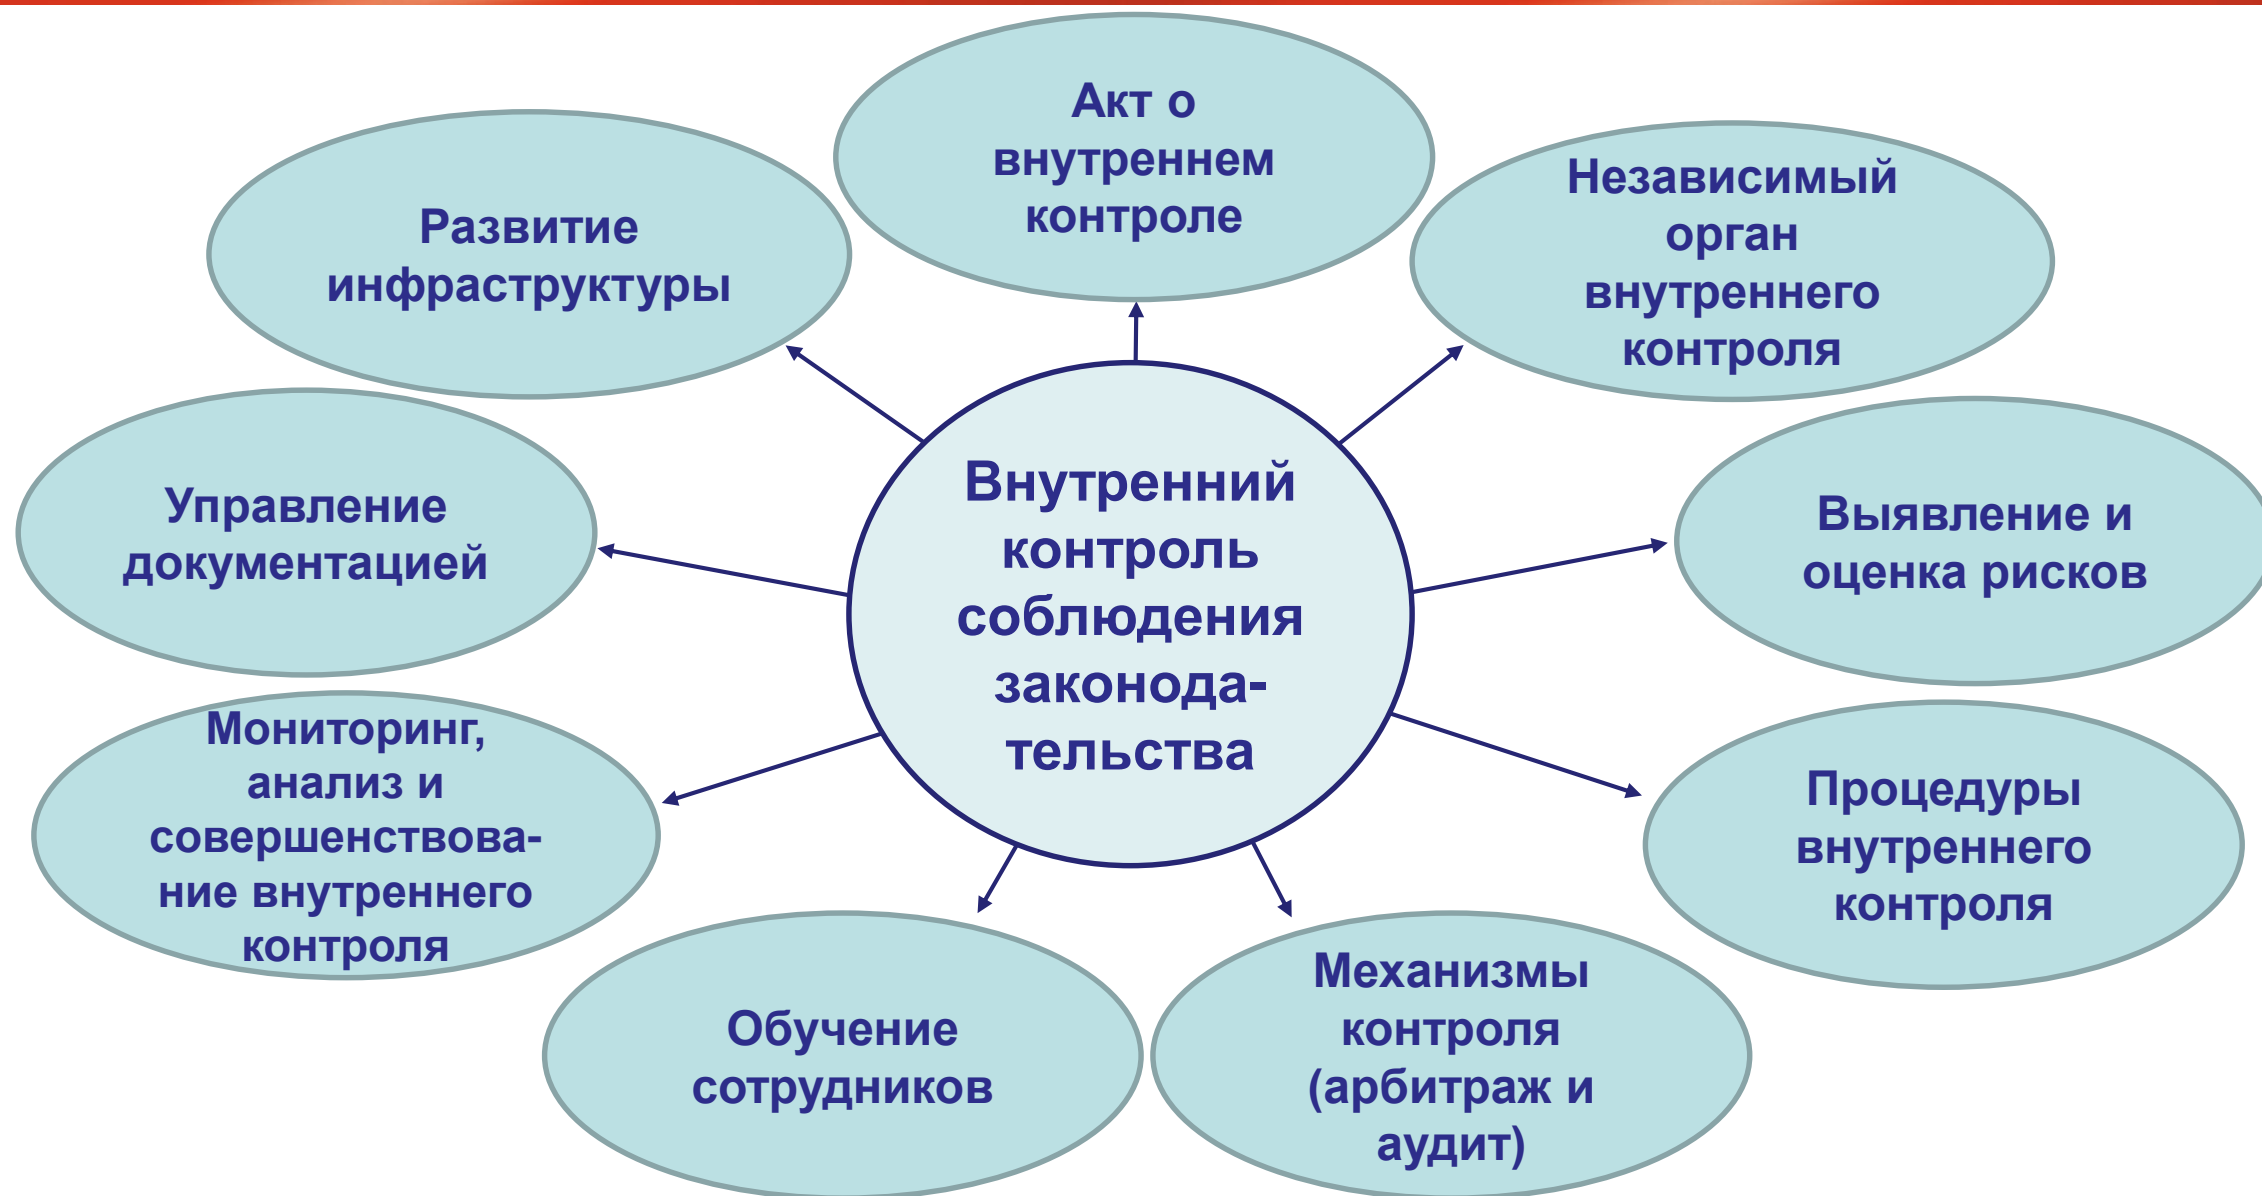 Акт о
внутреннем
контроле
Независимый
орган
внутреннего
контроля
Развитие
инфраструктуры
Выявление и
оценка рисков
Управление
документацией
Внутренний
контроль
соблюдения
законода-
тельства
Процедуры
внутреннего
контроля
Мониторинг,
анализ и
совершенствова-
ние внутреннего
контроля
Механизмы
контроля
(арбитраж и
аудит)
Обучение
сотрудников